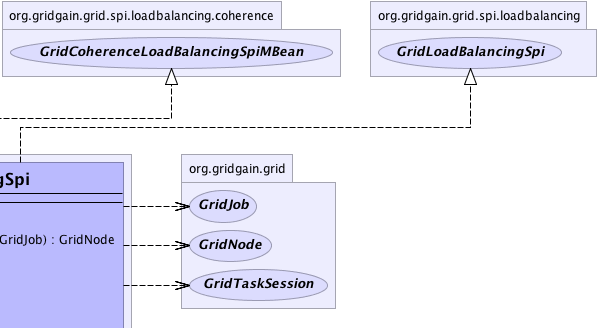 org.gridgain.grid.spi.loadbalancing.coherence
GridCoherenceLoadBalancingSpiMBean
org.gridgain.grid.spi.loadbalancing
GridLoadBalancingSpi
gSpi
GridJob) : GridNode
org.gridgain.grid
GridJob
GridNode
GridTaskSession